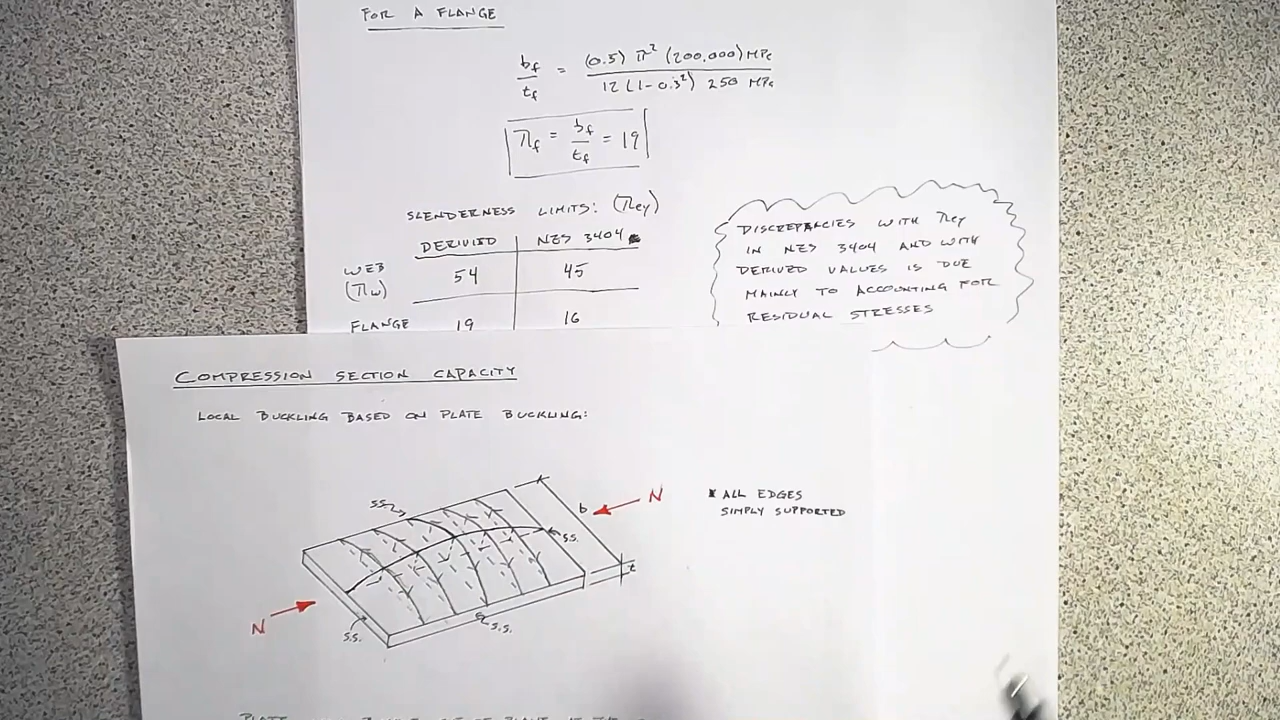 FOR A FLANGE
bf/tf = (0.5) π² (200,000) MPa / 12 (1-0.3²) 250 MPa
λf = bf/tf = 19
SLENDERNESS LIMITS: (λey)
DERIVED NZS 3404
WEB (λw) 54 45
FLANGE 19 16
DISCREPANCIES WITH λey
IN NZS 3404 AND WITH
DERIVED VALUES IS DUE
MAINLY TO ACCOUNTING FOR
RESIDUAL STRESSES
COMPRESSION SECTION CAPACITY
LOCAL BUCKLING BASED ON PLATE BUCKLING:
S.S.
b
N
* ALL EDGES
SIMPLY SUPPORTED
S.S.
t
N
S.S.
S.S.
PLATE